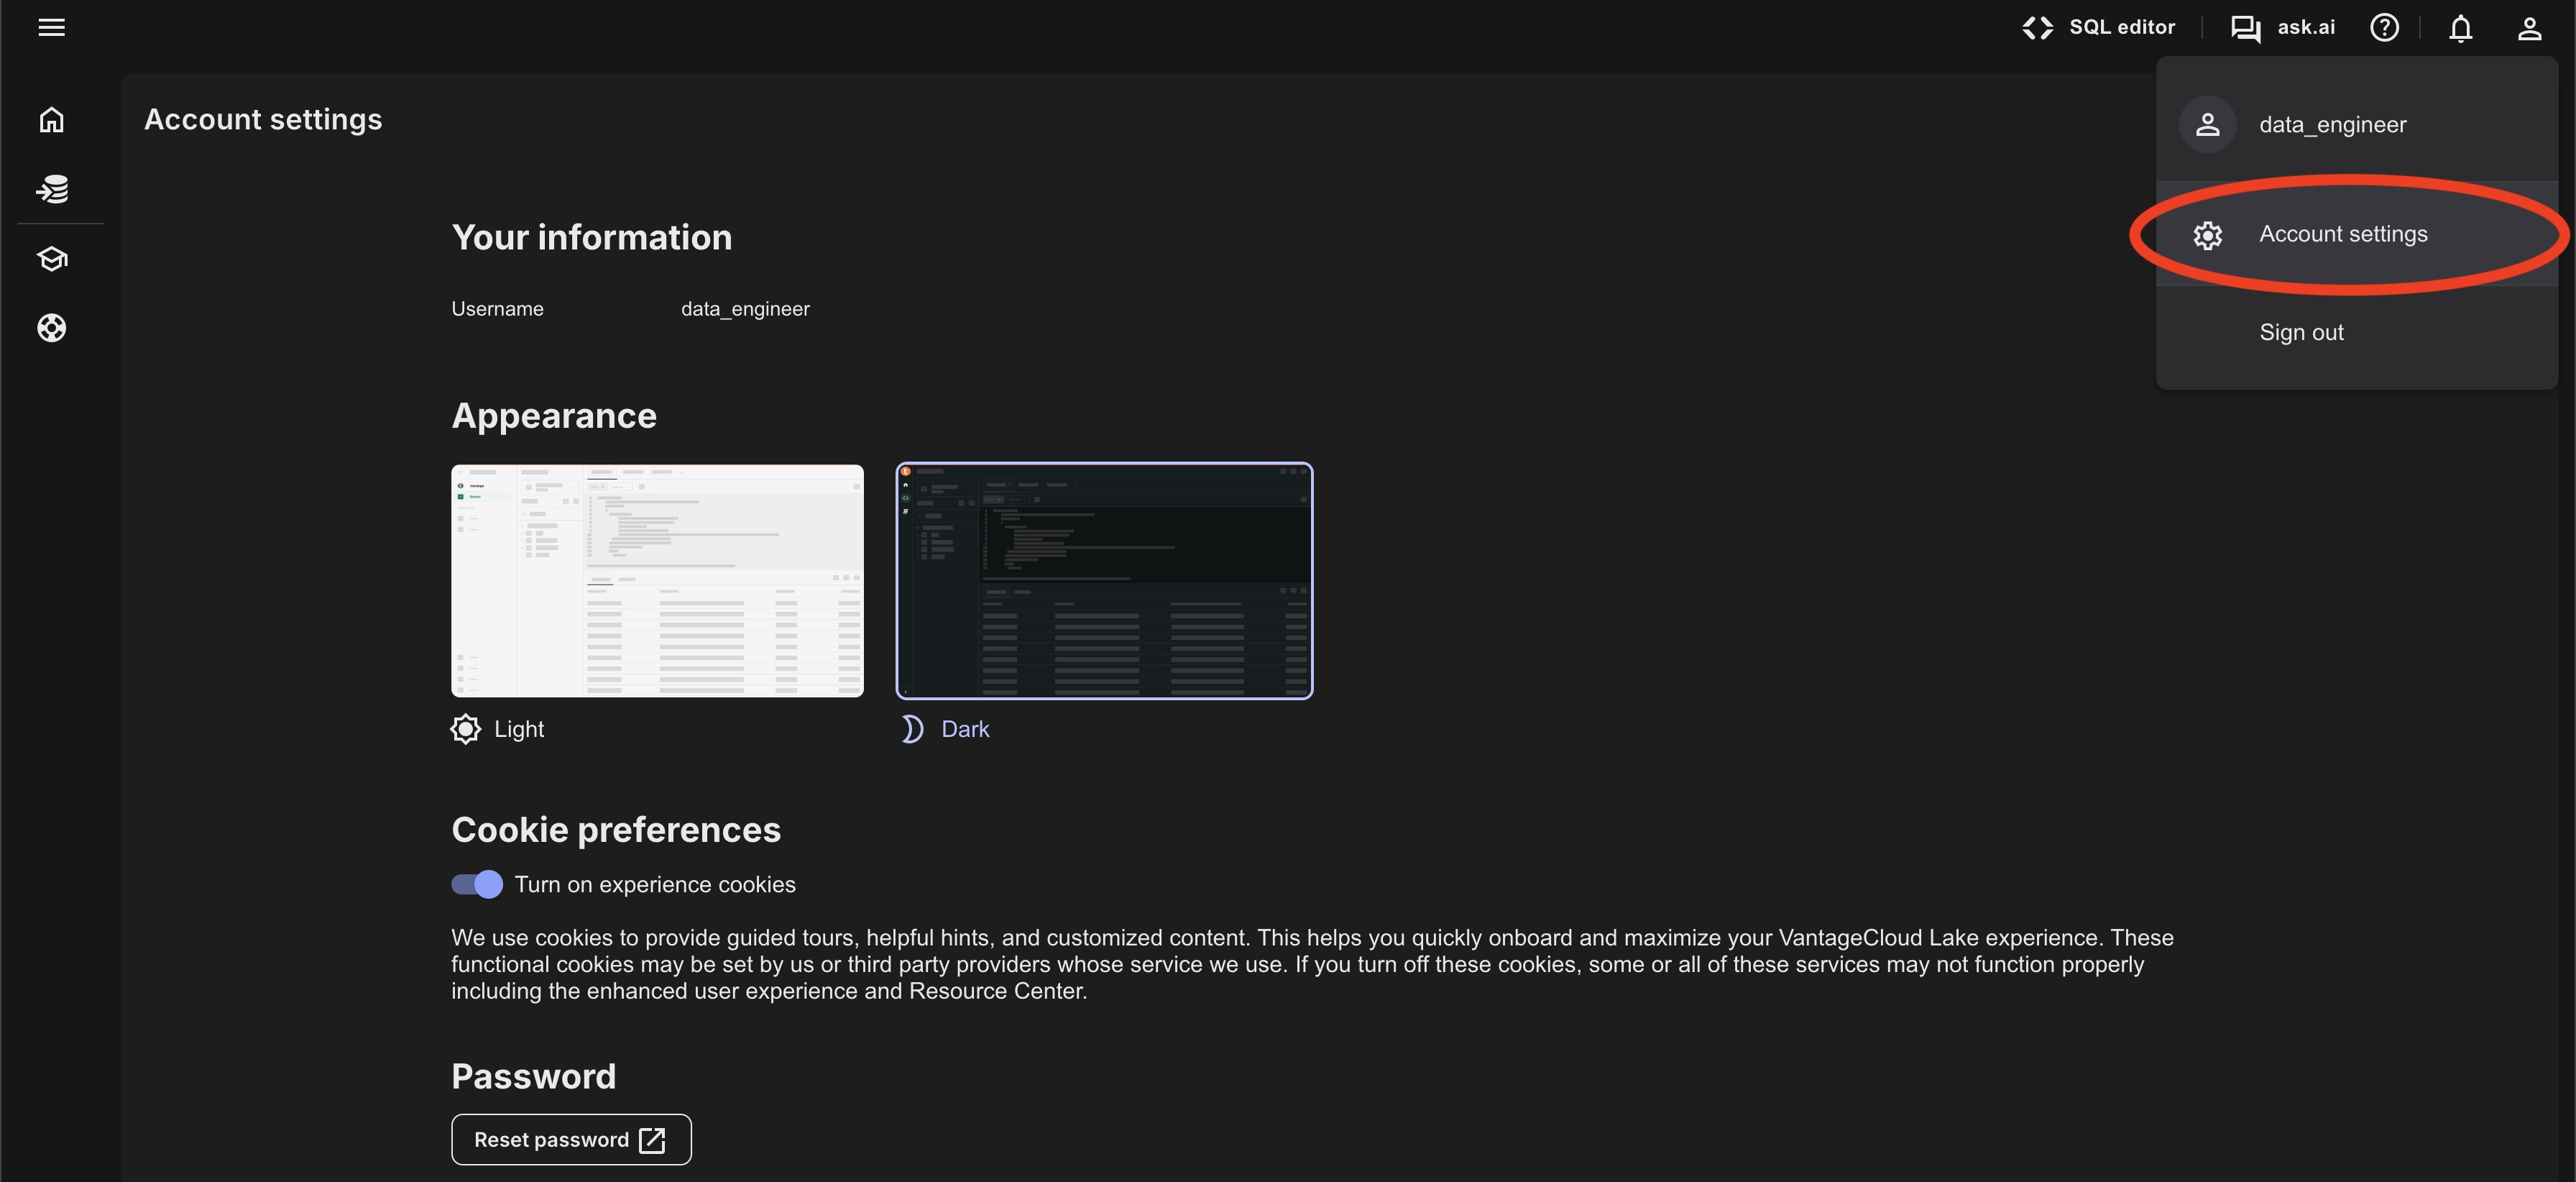 SQL editor
ask.ai
Account settings
data_engineer
Account settings
Sign out
Your information
Username data_engineer
Appearance
Light
Dark
Cookie preferences
Turn on experience cookies
We use cookies to provide guided tours, helpful hints, and customized content. This helps you quickly onboard and maximize your VantageCloud Lake experience. These
functional cookies may be set by us or third party providers whose service we use. If you turn off these cookies, some or all of these services may not function properly
including the enhanced user experience and Resource Center.
Password
Reset password